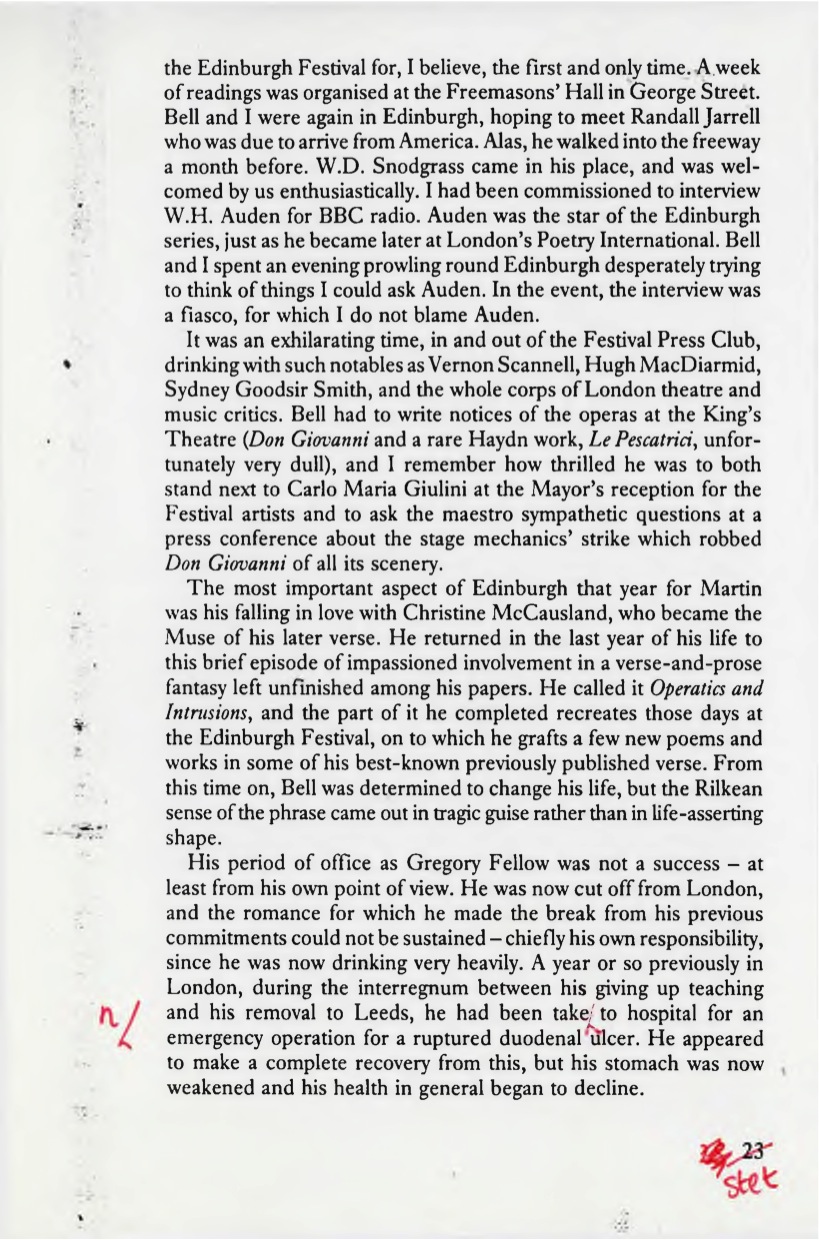 the Edinburgh Festival for, I believe, the first and only time. A week
of readings was organised at the Freemasons' Hall in George Street.
Bell and I were again in Edinburgh, hoping to meet Randall Jarrell
who was due to arrive from America. Alas, he walked into the freeway
a month before. W.D. Snodgrass came in his place, and was wel-
comed by us enthusiastically. I had been commissioned to interview
W.H. Auden for BBC radio. Auden was the star of the Edinburgh
series, just as he became later at London's Poetry International. Bell
and I spent an evening prowling round Edinburgh desperately trying
to think of things I could ask Auden. In the event, the interview was
a fiasco, for which I do not blame Auden.
It was an exhilarating time, in and out of the Festival Press Club,
drinking with such notables as Vernon Scannell, Hugh MacDiarmid,
Sydney Goodsir Smith, and the whole corps of London theatre and
music critics. Bell had to write notices of the operas at the King's
Theatre (Don Giovanni and a rare Haydn work, Le Pescatrici, unfor-
tunately very dull), and I remember how thrilled he was to both
stand next to Carlo Maria Giulini at the Mayor's reception for the
Festival artists and to ask the maestro sympathetic questions at a
press conference about the stage mechanics' strike which robbed
Don Giovanni of all its scenery.
The most important aspect of Edinburgh that year for Martin
was his falling in love with Christine McCausland, who became the
Muse of his later verse. He returned in the last year of his life to
this brief episode of impassioned involvement in a verse-and-prose
fantasy left unfinished among his papers. He called it Operatics and
Intrusions, and the part of it he completed recreates those days at
the Edinburgh Festival, on to which he grafts a few new poems and
works in some of his best-known previously published verse. From
this time on, Bell was determined to change his life, but the Rilkean
sense of the phrase came out in tragic guise rather than in life-asserting
shape.
His period of office as Gregory Fellow was not a success – at
least from his own point of view. He was now cut off from London,
and the romance for which he made the break from his previous
commitments could not be sustained – chiefly his own responsibility,
since he was now drinking very heavily. A year or so previously in
London, during the interregnum between his giving up teaching
n/ and his removal to Leeds, he had been take to hospital for an
emergency operation for a ruptured duodenal ulcer. He appeared
to make a complete recovery from this, but his stomach was now
weakened and his health in general began to decline.
23
stet